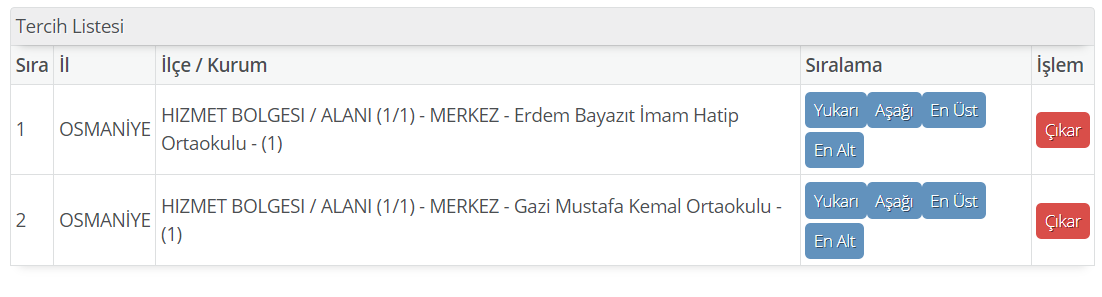 Tercih Listesi
Sıra İl İlçe / Kurum Sıralama İşlem
1 OSMANİYE HIZMET BOLGESI / ALANI (1/1) - MERKEZ - Erdem Bayazıt İmam Hatip
Ortaokulu - (1)
Yukarı Aşağı En Üst
En Alt
Çıkar
2 OSMANİYE HIZMET BOLGESI / ALANI (1/1) - MERKEZ - Gazi Mustafa Kemal Ortaokulu -
(1)
Yukarı Aşağı En Üst
En Alt
Çıkar